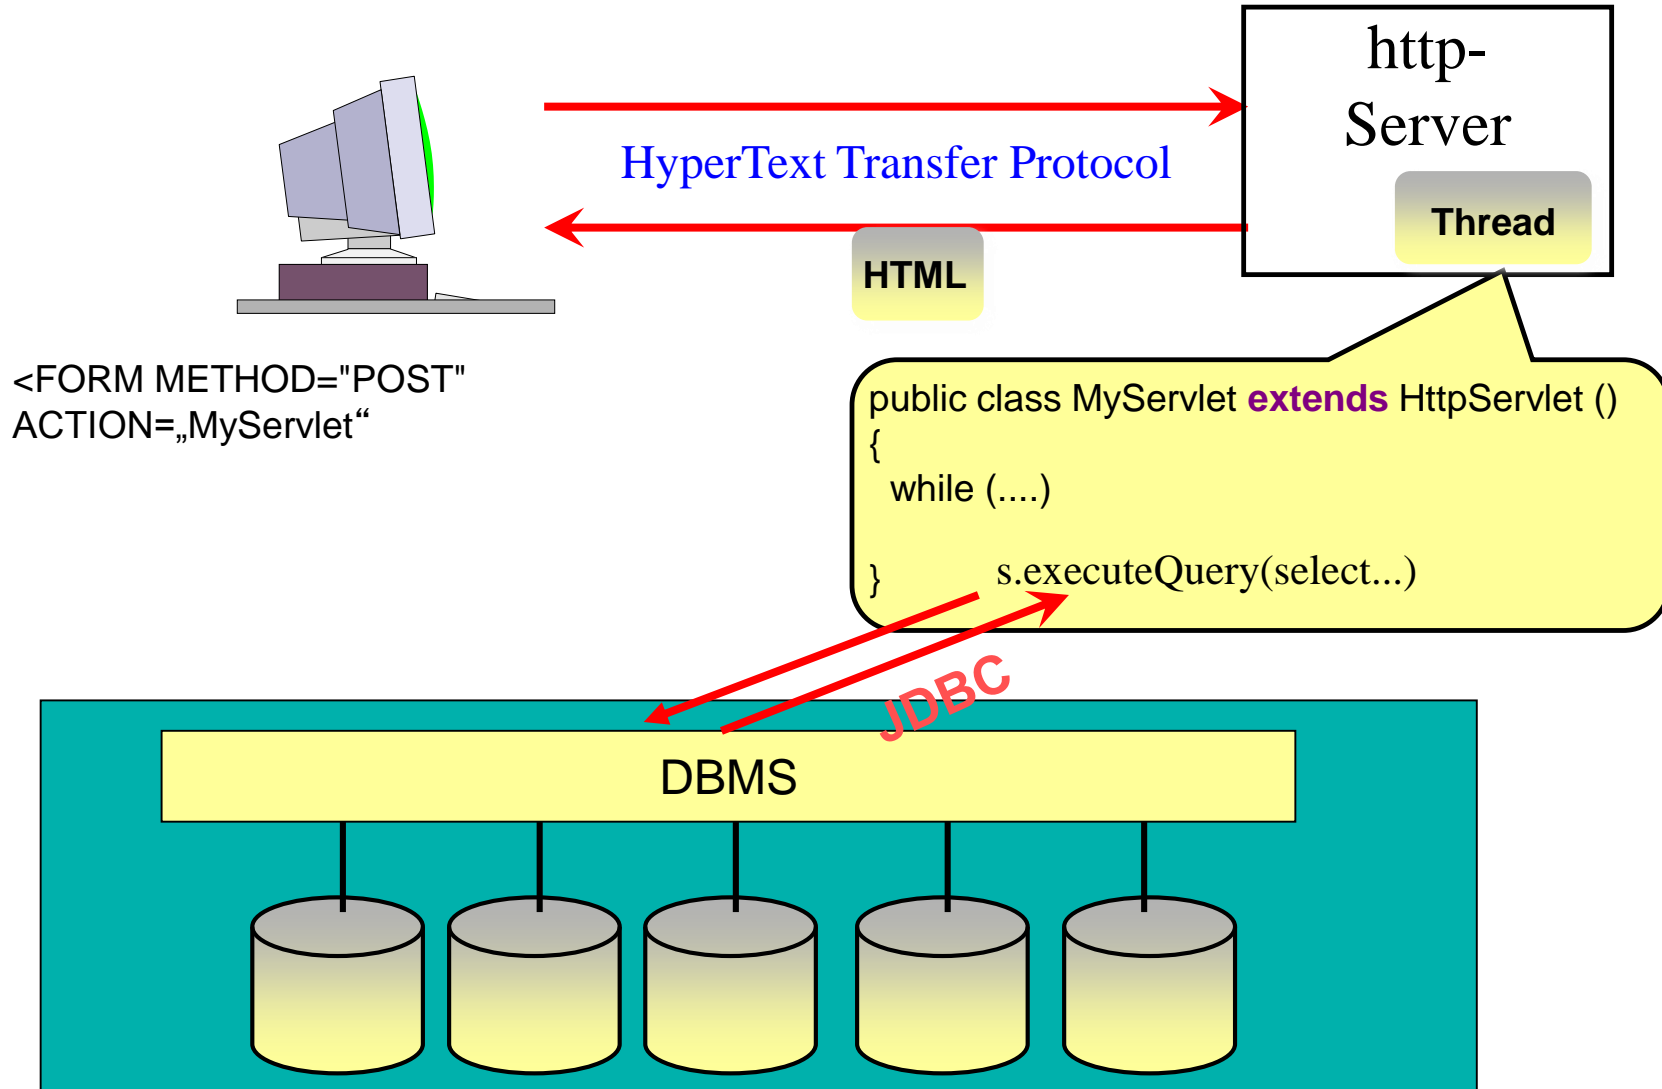 http-
Server
HyperText Transfer Protocol
Thread
HTML
<FORM METHOD="POST"
ACTION=„MyServlet“
public class MyServlet extends HttpServlet ()
{
while (....)
} s.executeQuery(select...)
JDBC
DBMS